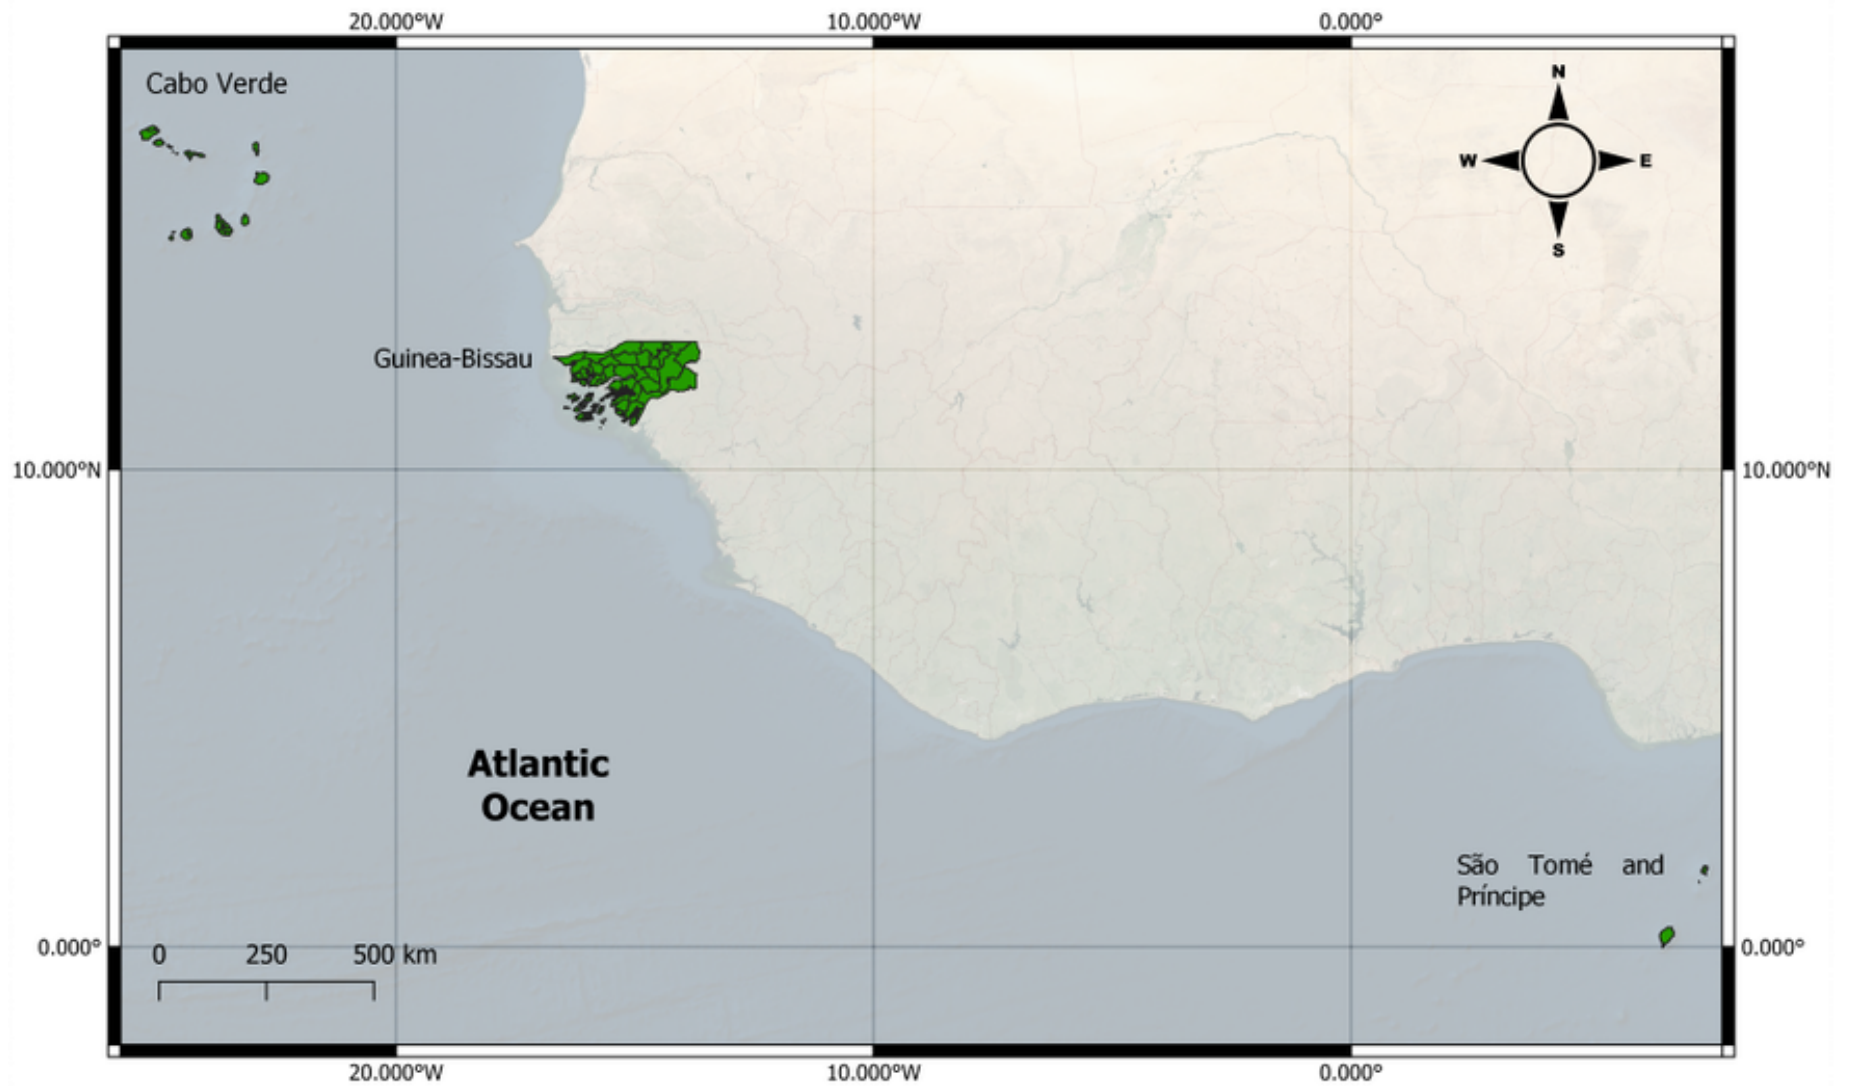 20.000°W 10.000°W 0.000°
Cabo Verde
N
W E
S
Guinea-Bissau
10.000°N 10.000°N
Atlantic
Ocean
São Tomé and
Príncipe
0.000° 0.000°
0 250 500 km
20.000°W 10.000°W 0.000°